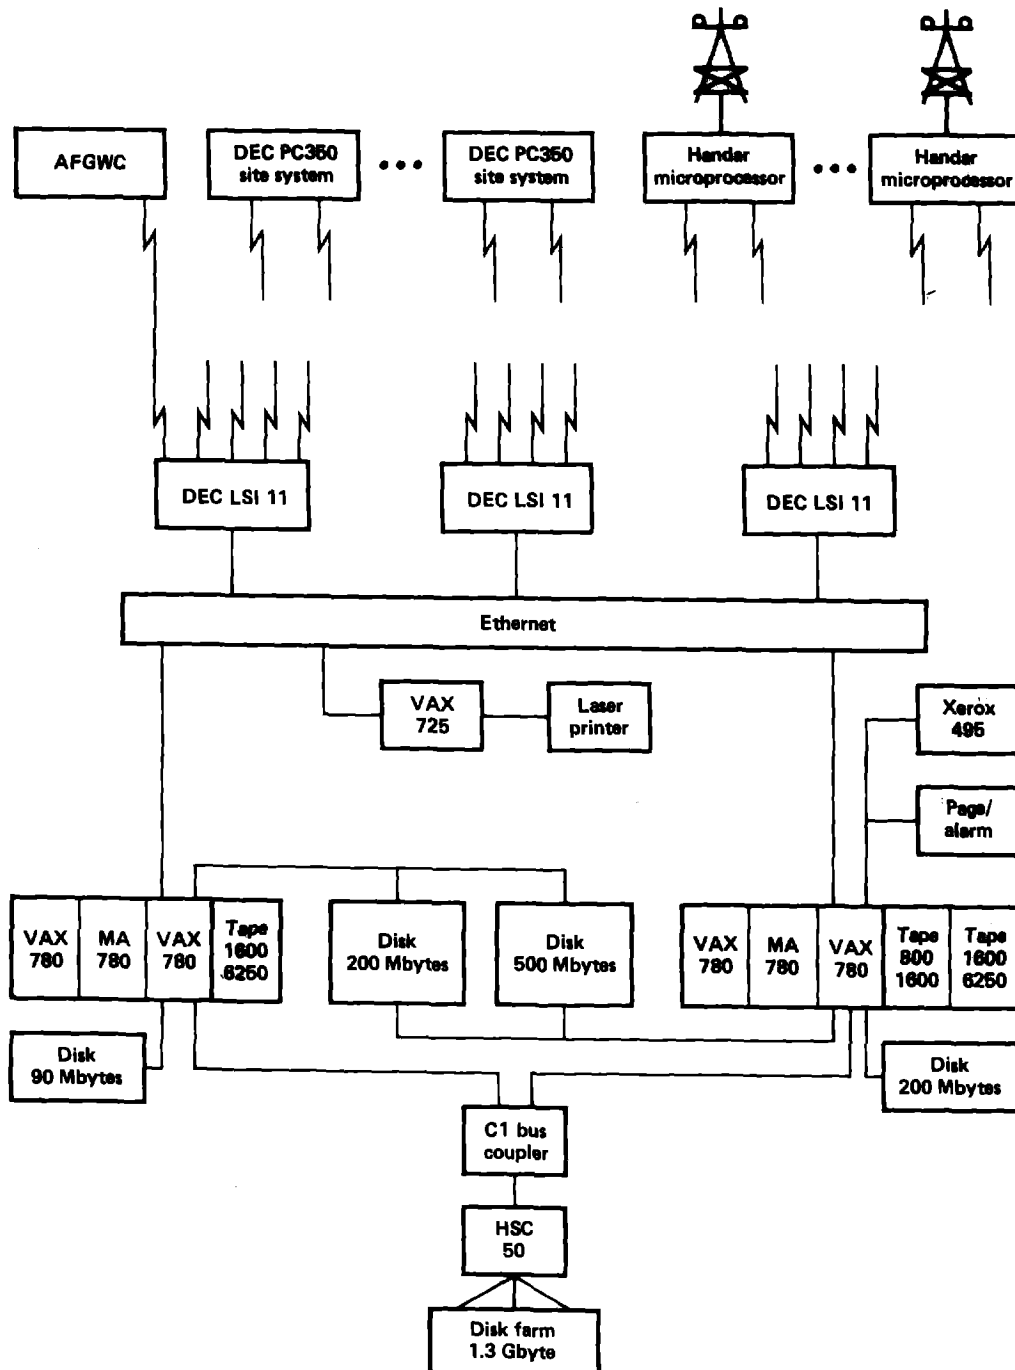 AFGWC
DEC PC350
site system
DEC PC350
site system
Handar
microprocessor
Handar
microprocessor
DEC LSI 11
DEC LSI 11
DEC LSI 11
Ethernet
VAX
725
Laser
printer
Xerox
495
Page/
alarm
VAX
780
MA
780
VAX
780
Tape
1600
6250
Disk
200 Mbytes
Disk
500 Mbytes
VAX
780
MA
780
VAX
780
Tape
800
1600
Tape
1600
6250
Disk
90 Mbytes
Disk
200 Mbytes
C1 bus
coupler
HSC
50
Disk farm
1.3 Gbyte